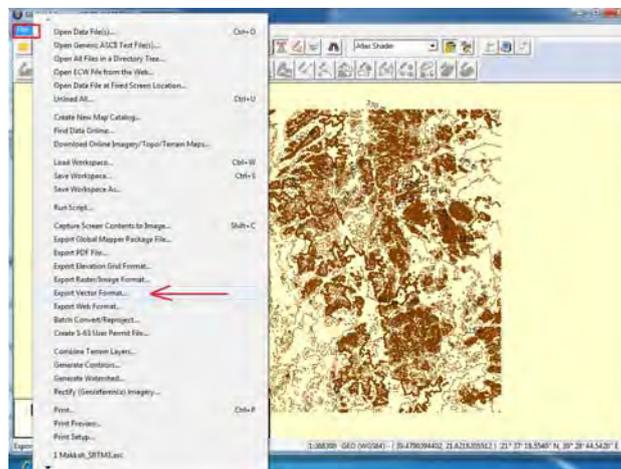 Open Data File(s)... Ctrl+O
Open Generic ASCII Text File(s)...
Open All Files in a Directory Tree...
Open ECW File from the Web...
Open Data File at Fixed Screen Location...
Unload All... Ctrl+U
Create New Map Catalog...
Find Data Online...
Download Online Imagery/Topo/Terrain Maps...
Load Workspace... Ctrl+W
Save Workspace... Ctrl+S
Save Workspace As...
Run Script...
Capture Screen Contents to Image... Shift+C
Export Global Mapper Package File...
Export PDF File...
Export Elevation Grid Format...
Export Raster/Image Format...
Export Vector Format...
Export Web Format...
Batch Convert/Reproject...
Create S-63 User Permit File...
Combine Terrain Layers...
Generate Contours...
Generate Watershed...
Rectify (Georeference) Imagery...
Print... Ctrl+P
Print Preview...
Print Setup...
1 Makkah_SRTM3.asc
Atlas Shader
GEO (WGS84) - (